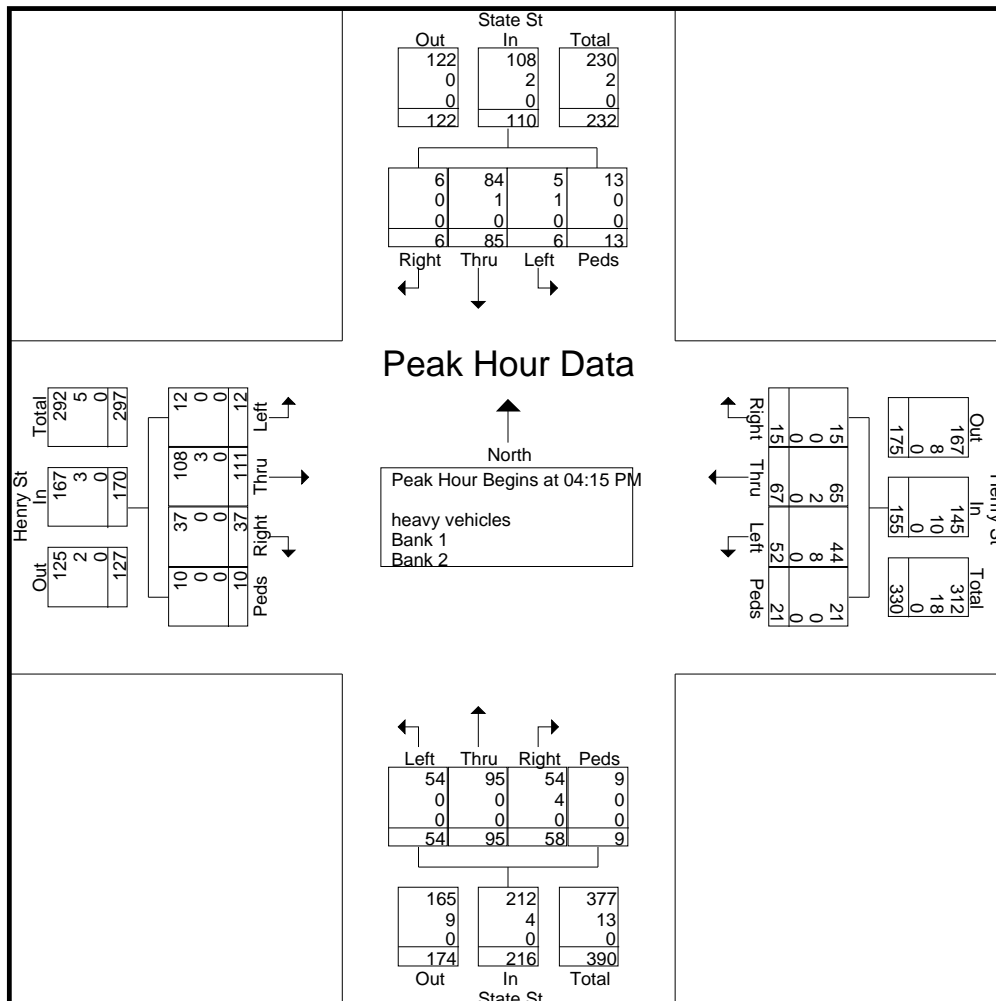 State St
Out In Total
122 108 230
0 2 2
0 0 0
122 110 232
6 84 5 13
0 1 1 0
0 0 0 0
6 85 6 13
Right Thru Left Peds
Peak Hour Data
North
Peak Hour Begins at 04:15 PM
heavy vehicles
Bank 1
Bank 2
Henry St
Total
292 5 0 297
In
167 3 0 170
Out
125 2 0 127
12 0 0 12
Left
108 3 0 111
Thru
37 0 0 37
Right
10 0 0 10
Peds
Right
15 0 0 15
Thru
65 2 0 67
Left
44 8 0 52
Peds
21 0 0 21
Out
167 8 0 175
In
145 10 0 155
Total
312 18 0 330
Henry St
Left Thru Right Peds
54 95 54 9
0 0 4 0
0 0 0 0
54 95 58 9
165 212 377
9 4 13
0 0 0
174 216 390
Out In Total
State St